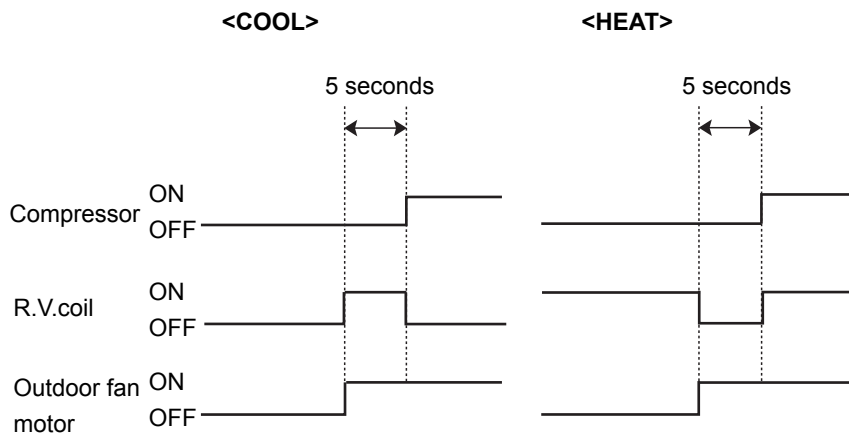 <COOL> <HEAT>
5 seconds 5 seconds
Compressor ON
OFF
R.V.coil ON
OFF
Outdoor fan motor ON
OFF